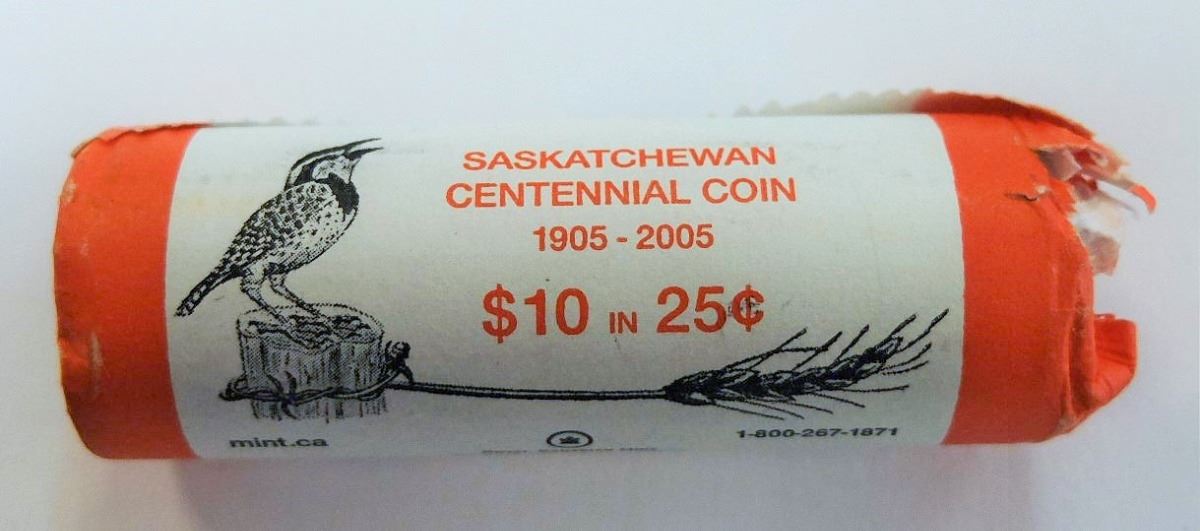 SASKATCHEWAN
CENTENNIAL COIN
1905 - 2005
$10 IN 25¢
mint.ca
1-800-267-1871